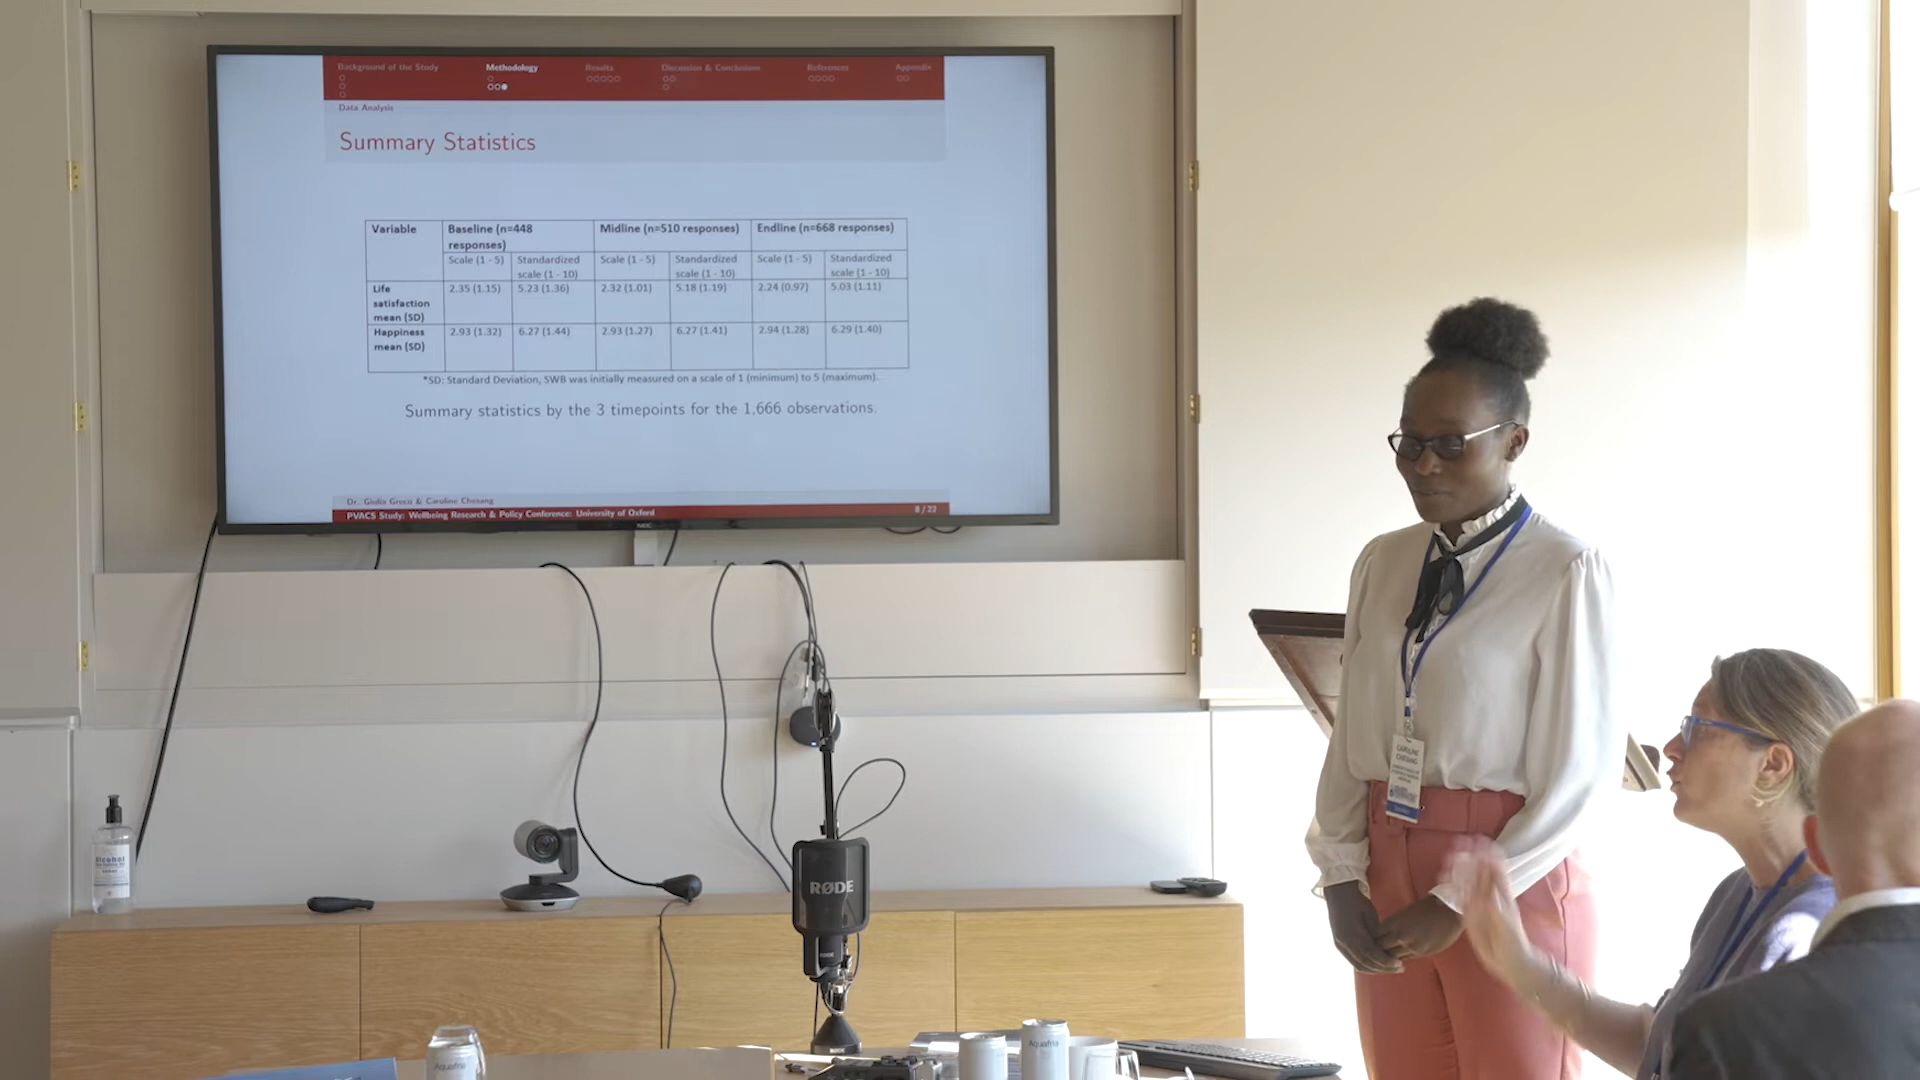 Background of the Study
Methodology
Results
Discussion & Conclusions
References
Appendix
Data Analysis
Summary Statistics
Variable
Baseline (n=448 responses)
Midline (n=510 responses)
Endline (n=668 responses)
Scale (1 - 5)
Standardized scale (1 - 10)
Scale (1 - 5)
Standardized scale (1 - 10)
Scale (1 - 5)
Standardized scale (1 - 10)
Life satisfaction mean (SD)
2.35 (1.15)
5.23 (1.36)
2.32 (1.01)
5.18 (1.19)
2.24 (0.97)
5.03 (1.11)
Happiness mean (SD)
2.93 (1.32)
6.27 (1.44)
2.93 (1.27)
6.27 (1.41)
2.94 (1.28)
6.29 (1.40)
*SD: Standard Deviation, SWB was initially measured on a scale of 1 (minimum) to 5 (maximum).
Summary statistics by the 3 timepoints for the 1,666 observations.
Dr. Giulia Greco & Caroline Chesang
PVACS Study: Wellbeing Research & Policy Conference: University of Oxford
8 / 22
NEC
CAROLINE
CHESANG
Alcohol
RØDE
Aquafria
Aquafria